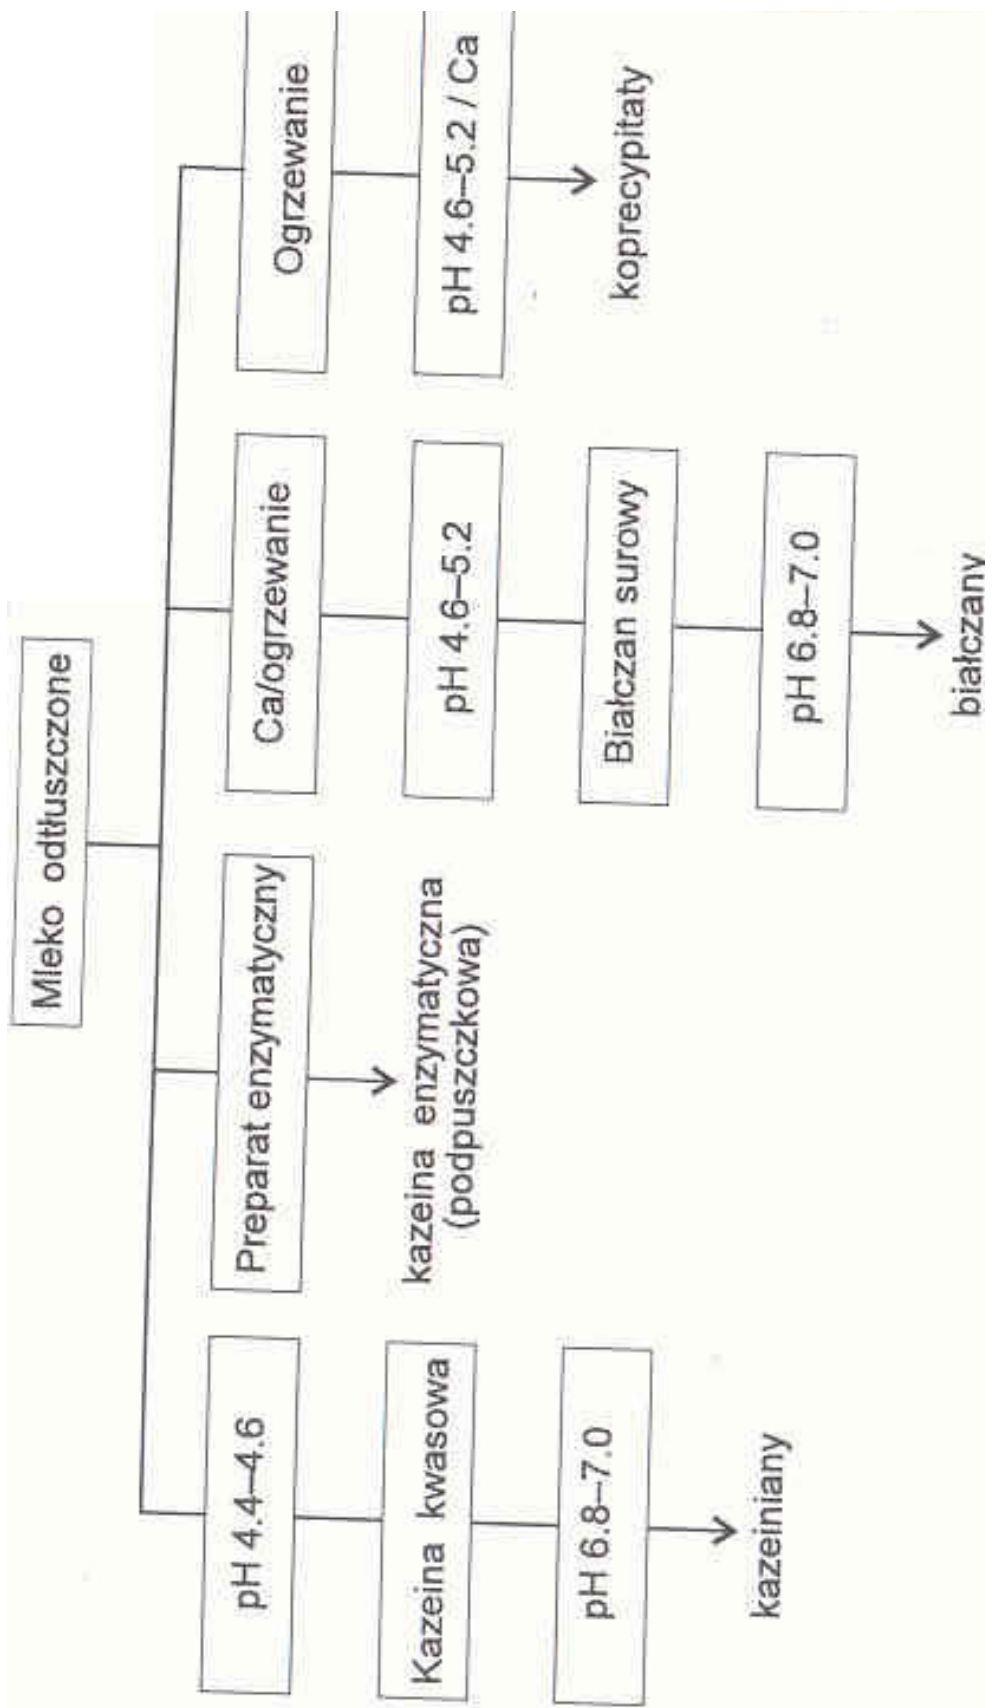 Mleko odtłuszczone
pH 4.4–4.6
Kazeina kwasowa
pH 6.8–7.0
kazeiniany
Preparat enzymatyczny
kazeina enzymatyczna
(podpuszczkowa)
Ca/ogrzewanie
pH 4.6–5.2
Białczan surowy
pH 6.8–7.0
białczany
Ogrzewanie
pH 4.6–5.2 / Ca
koprecypitaty